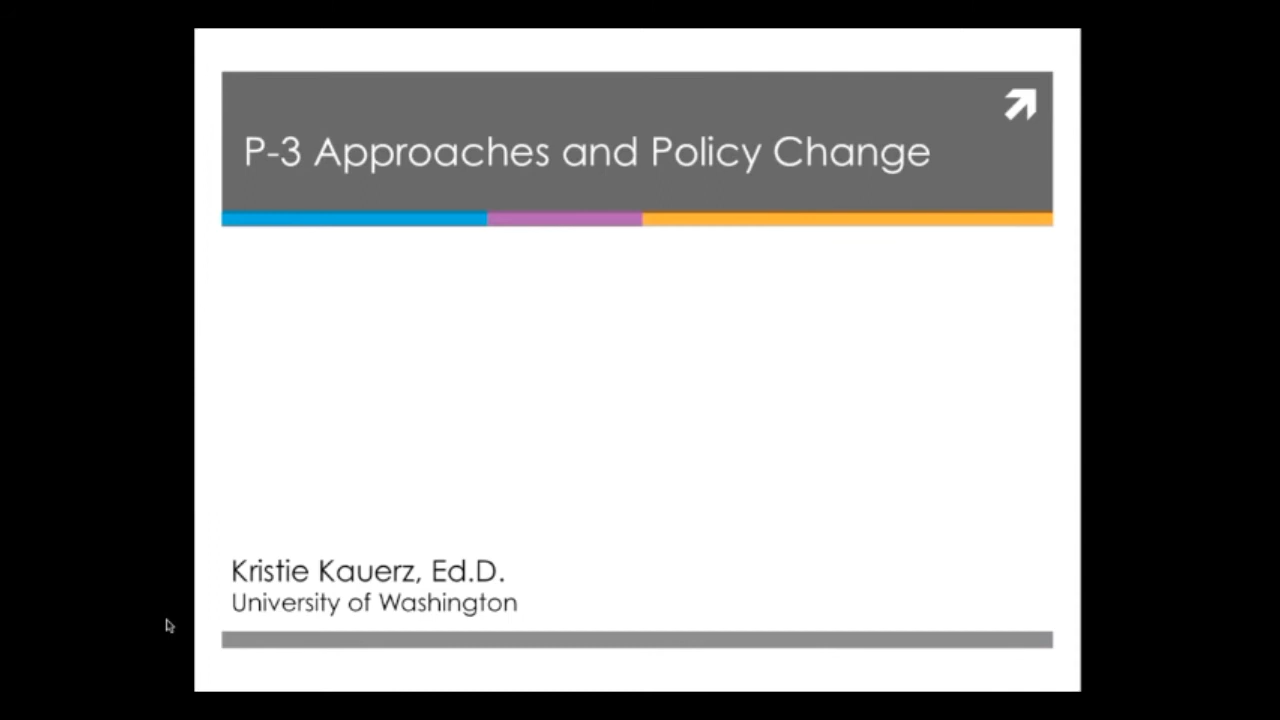 P-3 Approaches and Policy Change
Kristie Kauerz, Ed.D.
University of Washington